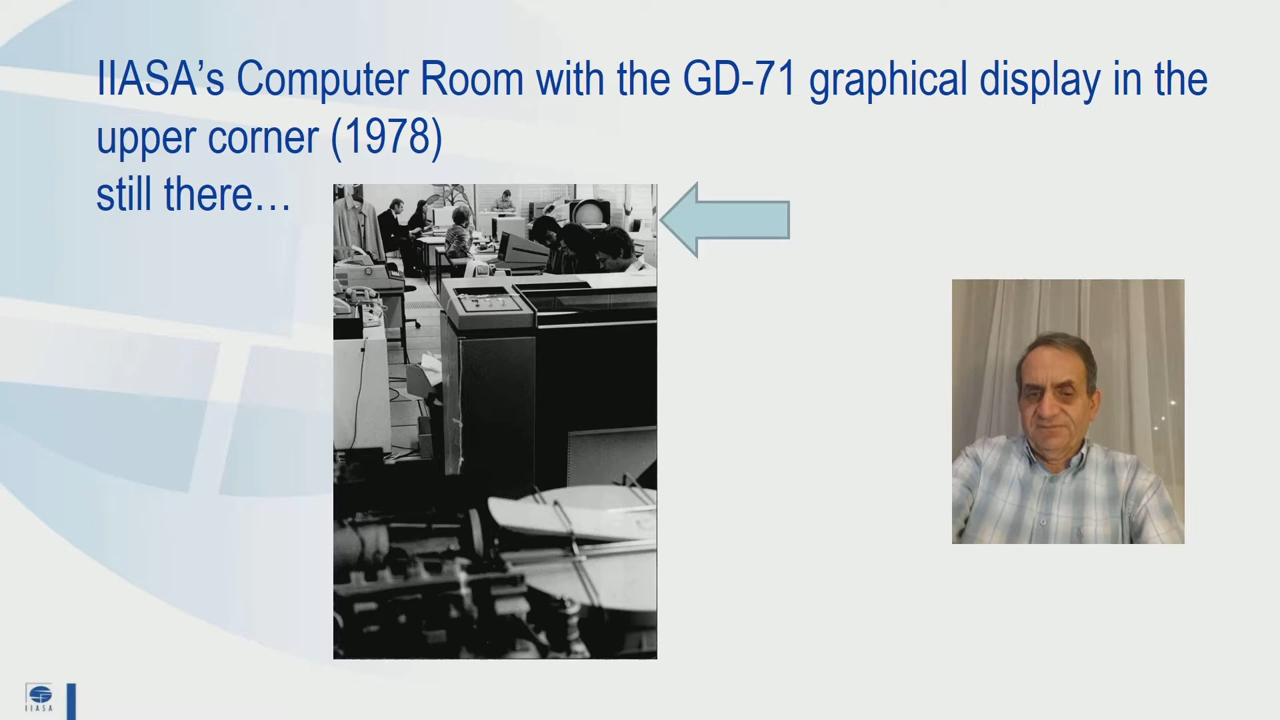 IIASA’s Computer Room with the GD-71 graphical display in the
upper corner (1978)
still there…
IIASA